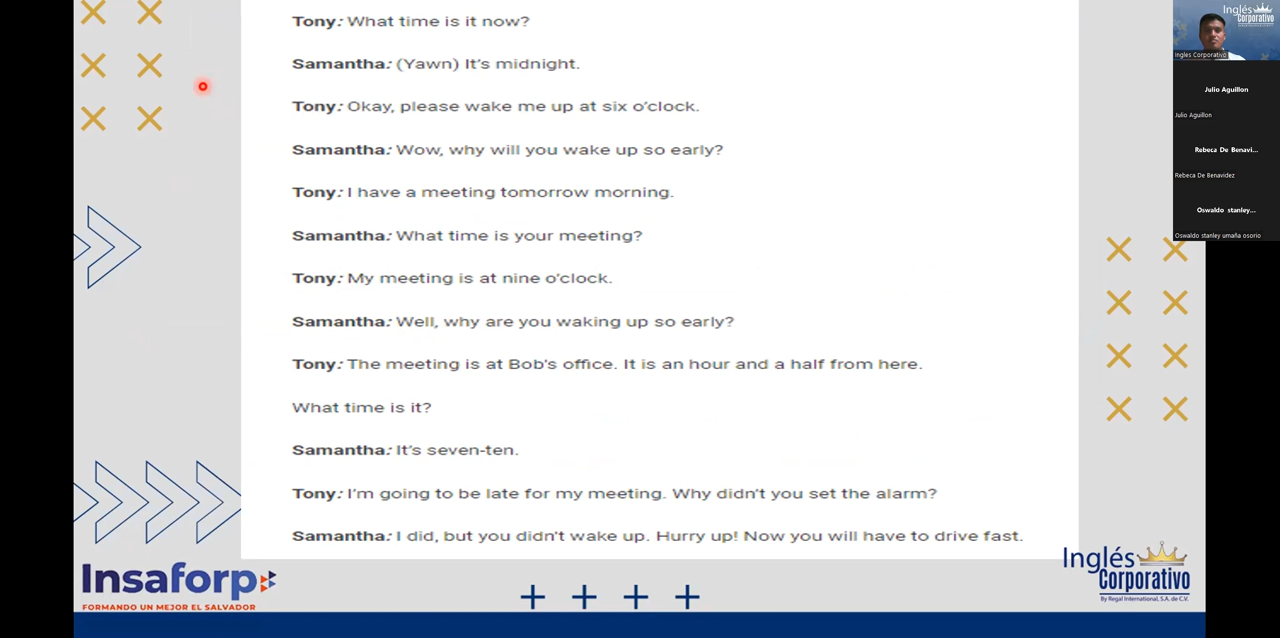 Tony: What time is it now?
Samantha: (Yawn) It's midnight.
Tony: Okay, please wake me up at six o'clock.
Samantha: Wow, why will you wake up so early?
Tony: I have a meeting tomorrow morning.
Samantha: What time is your meeting?
Tony: My meeting is at nine o'clock.
Samantha: Well, why are you waking up so early?
Tony: The meeting is at Bob's office. It is an hour and a half from here.
What time is it?
Samantha: It's seven-ten.
Tony: I'm going to be late for my meeting. Why didn't you set the alarm?
Samantha: I did, but you didn't wake up. Hurry up! Now you will have to drive fast.
Insaforp
FORMANDO UN MEJOR EL SALVADOR
Inglés
Corporativo
By Regal International, S.A. de C.V.
Inglés
Corporativo
Ingles Corporativo
Julio Aguillon
Julio Aguillon
Rebeca De Benavi...
Rebeca De Benavidez
Oswaldo stanley...
Oswaldo stanley umaña osorio